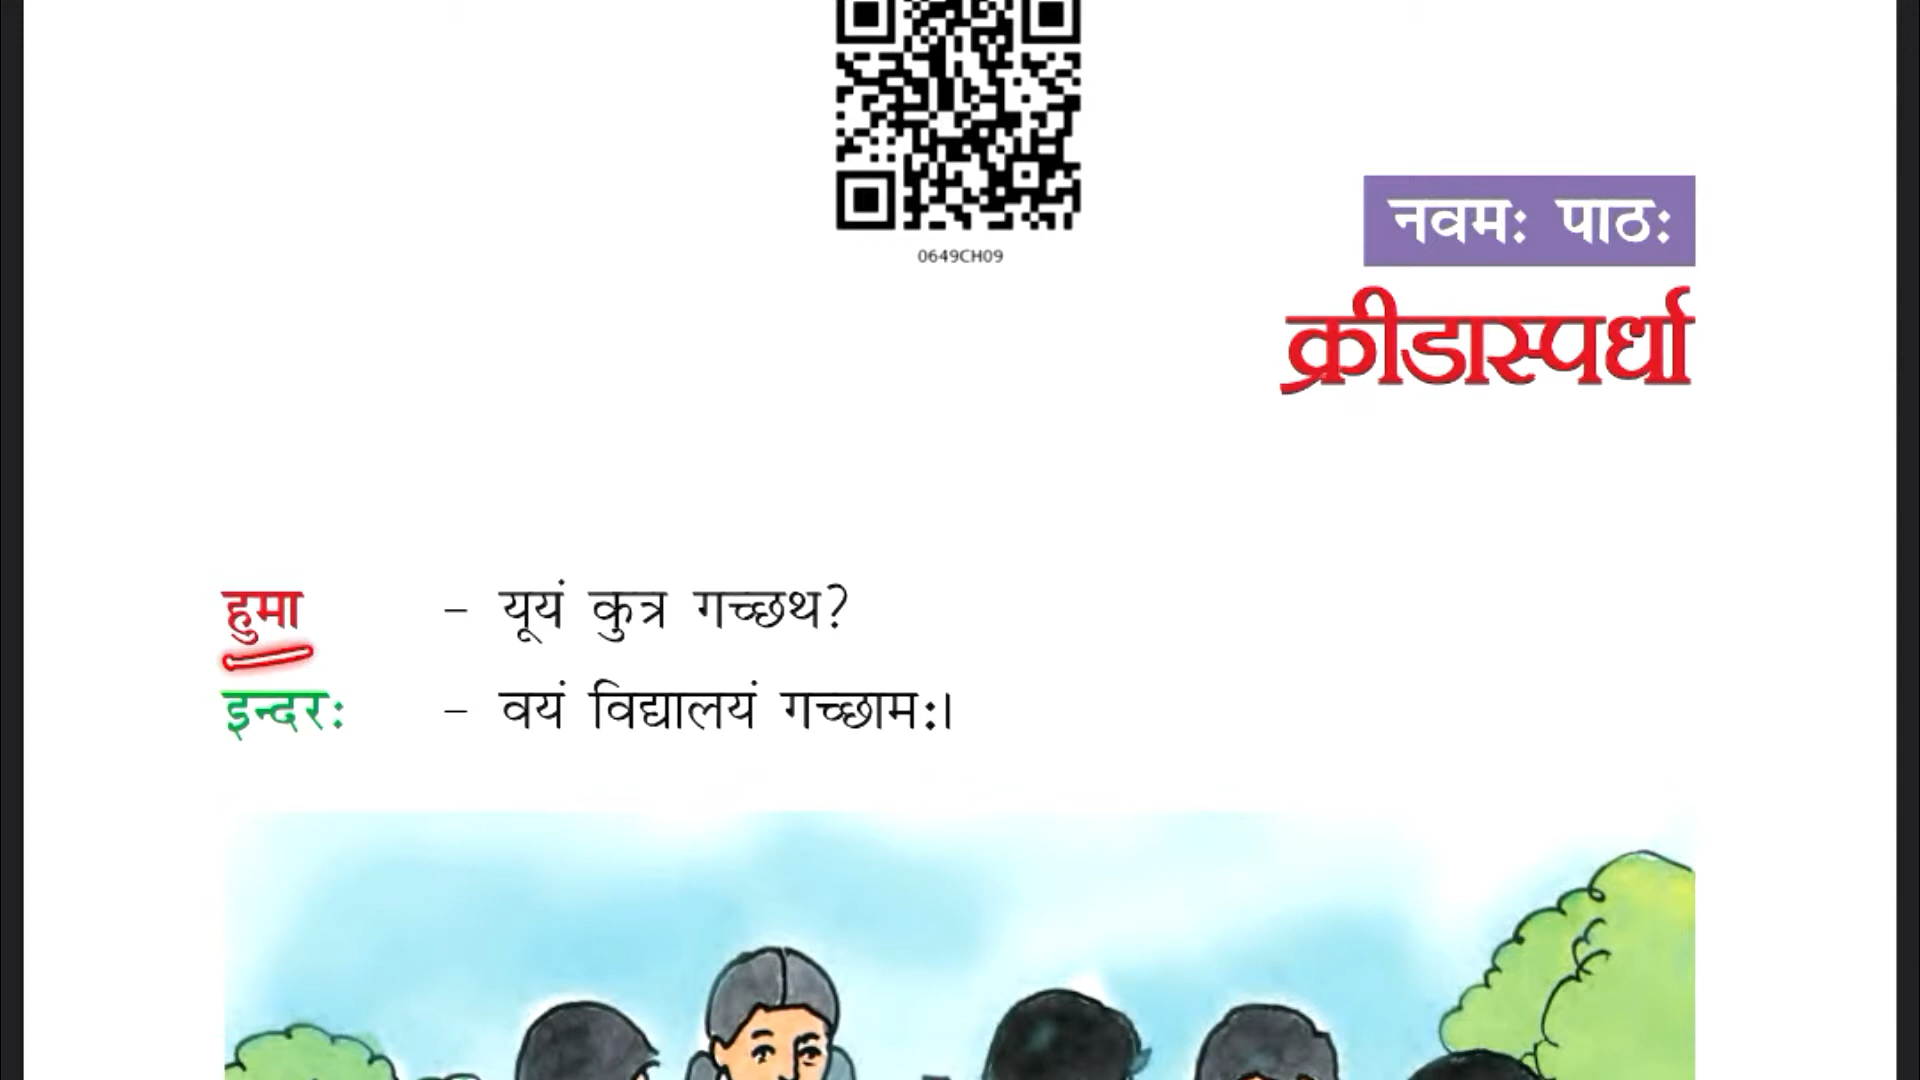 0649CH09
नवमः पाठः
क्रीडास्पर्धा
हुमा – यूयं कुत्र गच्छथ?
इन्दरः – वयं विद्यालयं गच्छामः।